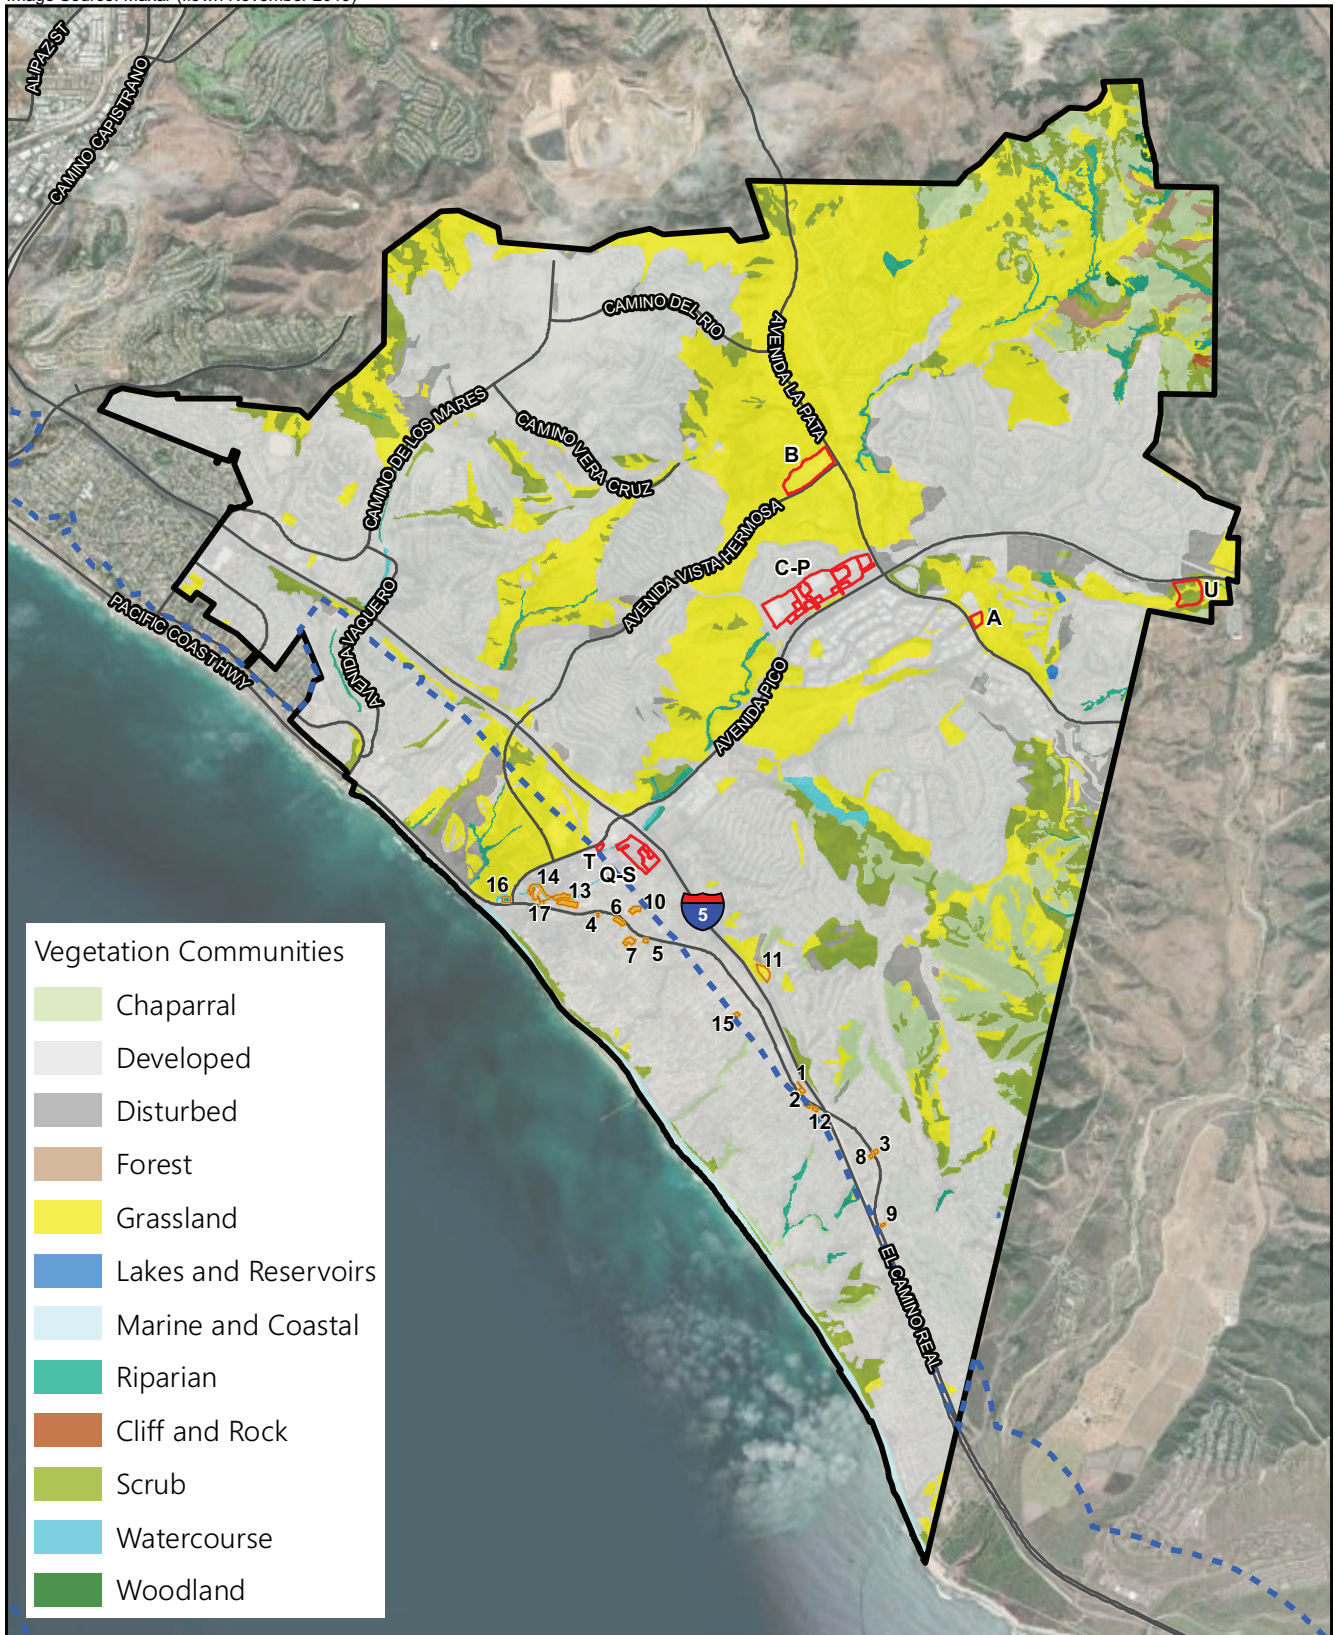 ALIPAZ ST
CAMINO CAPISTRANO
CAMINO DEL RIO
AVENIDA LA PATA
CAMINO DE LOS MARES
CAMINO VERA CRUZ
B
AVENIDA VISTA HERMOSA
C-P
U
A
AVENIDA VAQUERO
PACIFIC COAST HWY
AVENIDA PICO
T
Q-S
16
14
13
17
4
6
10
5
7
5
11
15
1
2
12
3
8
9
EL CAMINO REAL
Vegetation Communities
Chaparral
Developed
Disturbed
Forest
Grassland
Lakes and Reservoirs
Marine and Coastal
Riparian
Cliff and Rock
Scrub
Watercourse
Woodland